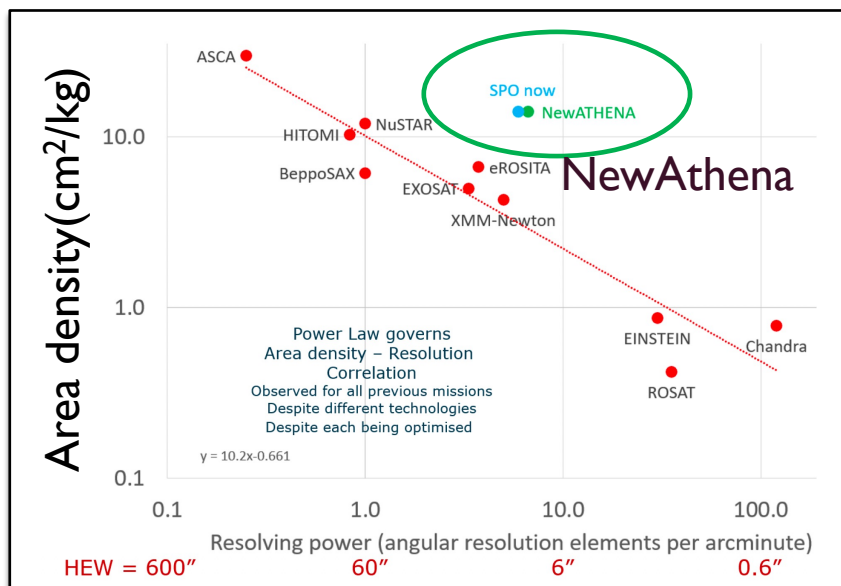 Area density(cm²/kg)
10.0
1.0
0.1
ASCA
SPO now
NewATHENA
NuSTAR
HITOMI
BeppoSAX
eROSITA
EXOSAT
NewAthena
XMM-Newton
EINSTEIN
Chandra
ROSAT
Power Law governs
Area density – Resolution
Correlation
Observed for all previous missions
Despite different technologies
Despite each being optimised
y = 10.2x-0.661
0.1 1.0 10.0 100.0
Resolving power (angular resolution elements per arcminute)
HEW = 600″ 60″ 6″ 0.6″